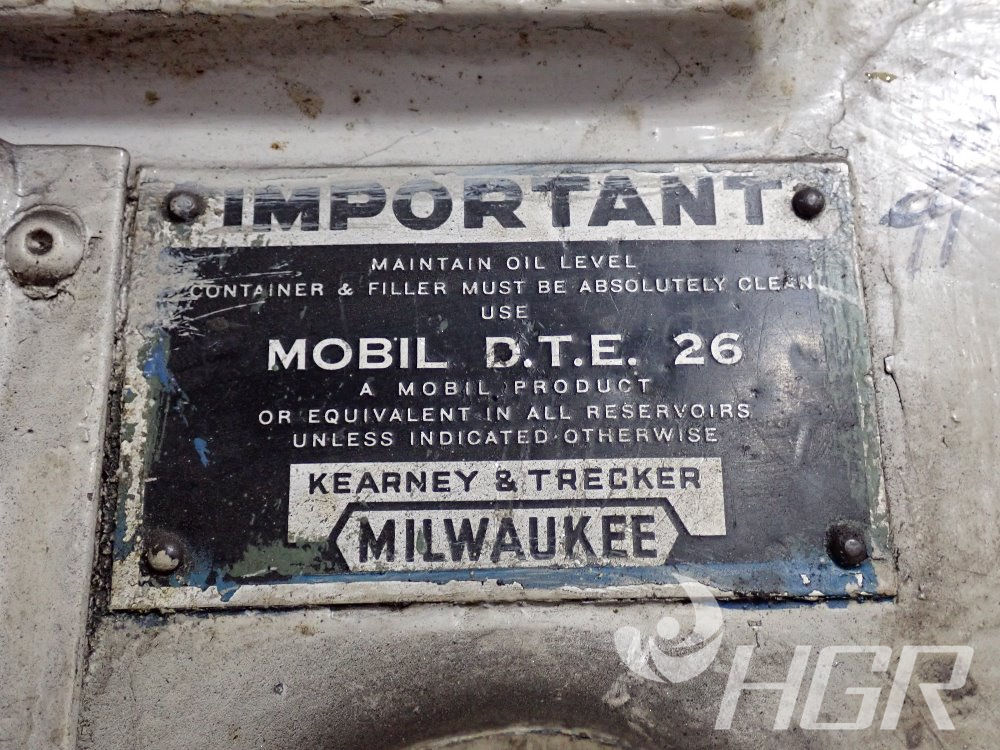 IMPORTANT
MAINTAIN OIL LEVEL
CONTAINER & FILLER MUST BE ABSOLUTELY CLEAN
USE
MOBIL D.T.E. 26
A MOBIL PRODUCT
OR EQUIVALENT IN ALL RESERVOIRS
UNLESS INDICATED OTHERWISE
KEARNEY & TRECKER
MILWAUKEE
HGR